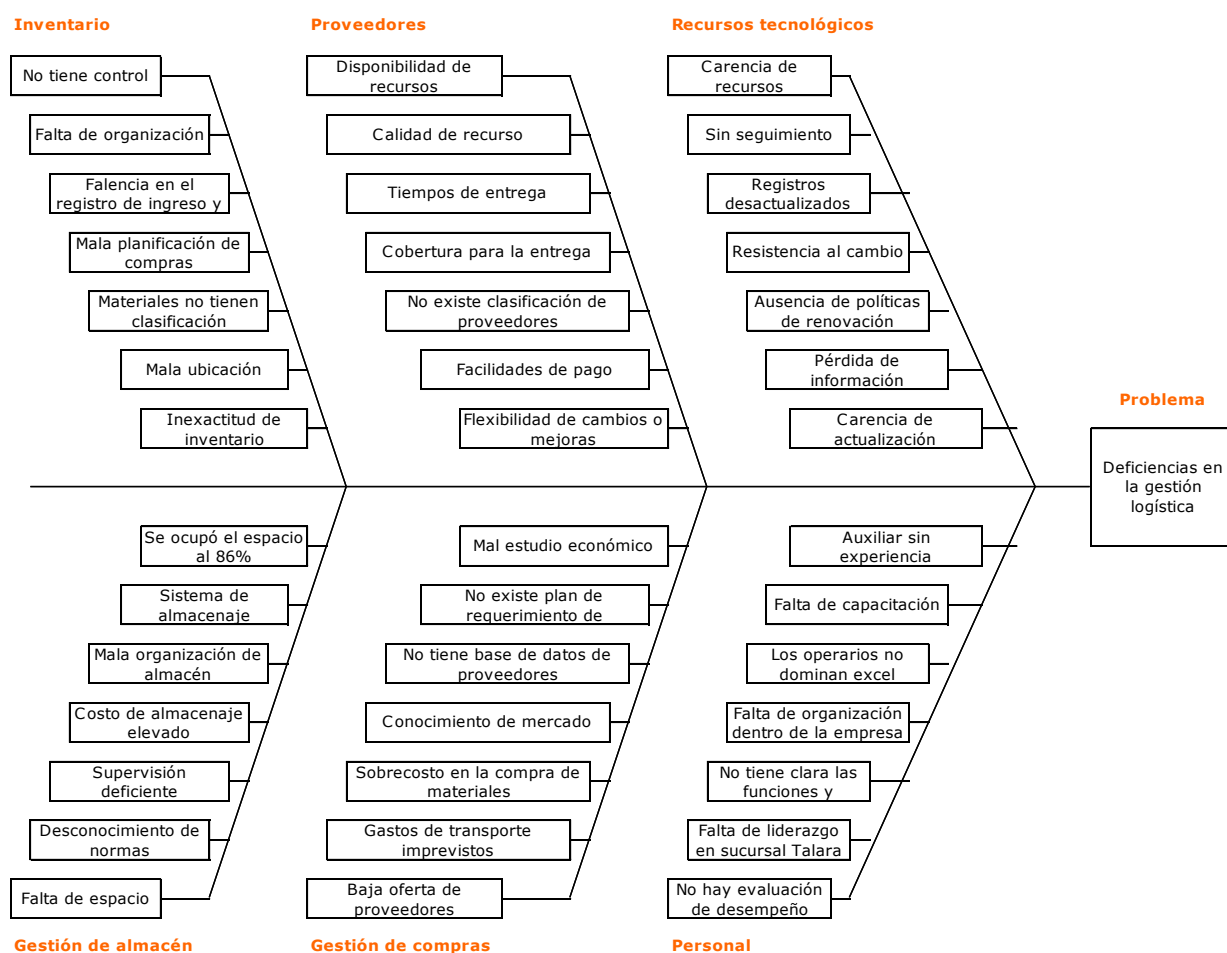 Inventario
Proveedores
Recursos tecnológicos
No tiene control
Falta de organización
Falencia en el
registro de ingreso y
Mala planificación de
compras
Materiales no tienen
clasificación
Mala ubicación
Inexactitud de
inventario
Disponibilidad de
recursos
Calidad de recurso
Tiempos de entrega
Cobertura para la entrega
No existe clasificación de
proveedores
Facilidades de pago
Flexibilidad de cambios o
mejoras
Carencia de
recursos
Sin seguimiento
Registros
desactualizados
Resistencia al cambio
Ausencia de políticas
de renovación
Pérdida de
información
Carencia de
actualización
Problema
Deficiencias en
la gestión
logística
Se ocupó el espacio
al 86%
Sistema de
almacenaje
Mala organización de
almacén
Costo de almacenaje
elevado
Supervisión
deficiente
Desconocimiento de
normas
Falta de espacio
Mal estudio económico
No existe plan de
requerimiento de
No tiene base de datos de
proveedores
Conocimiento de mercado
Sobrecosto en la compra de
materiales
Gastos de transporte
imprevistos
Baja oferta de
proveedores
Auxiliar sin
experiencia
Falta de capacitación
Los operarios no
dominan excel
Falta de organización
dentro de la empresa
No tiene clara las
funciones y
Falta de liderazgo
en sucursal Talara
No hay evaluación
de desempeño
Gestión de almacén
Gestión de compras
Personal